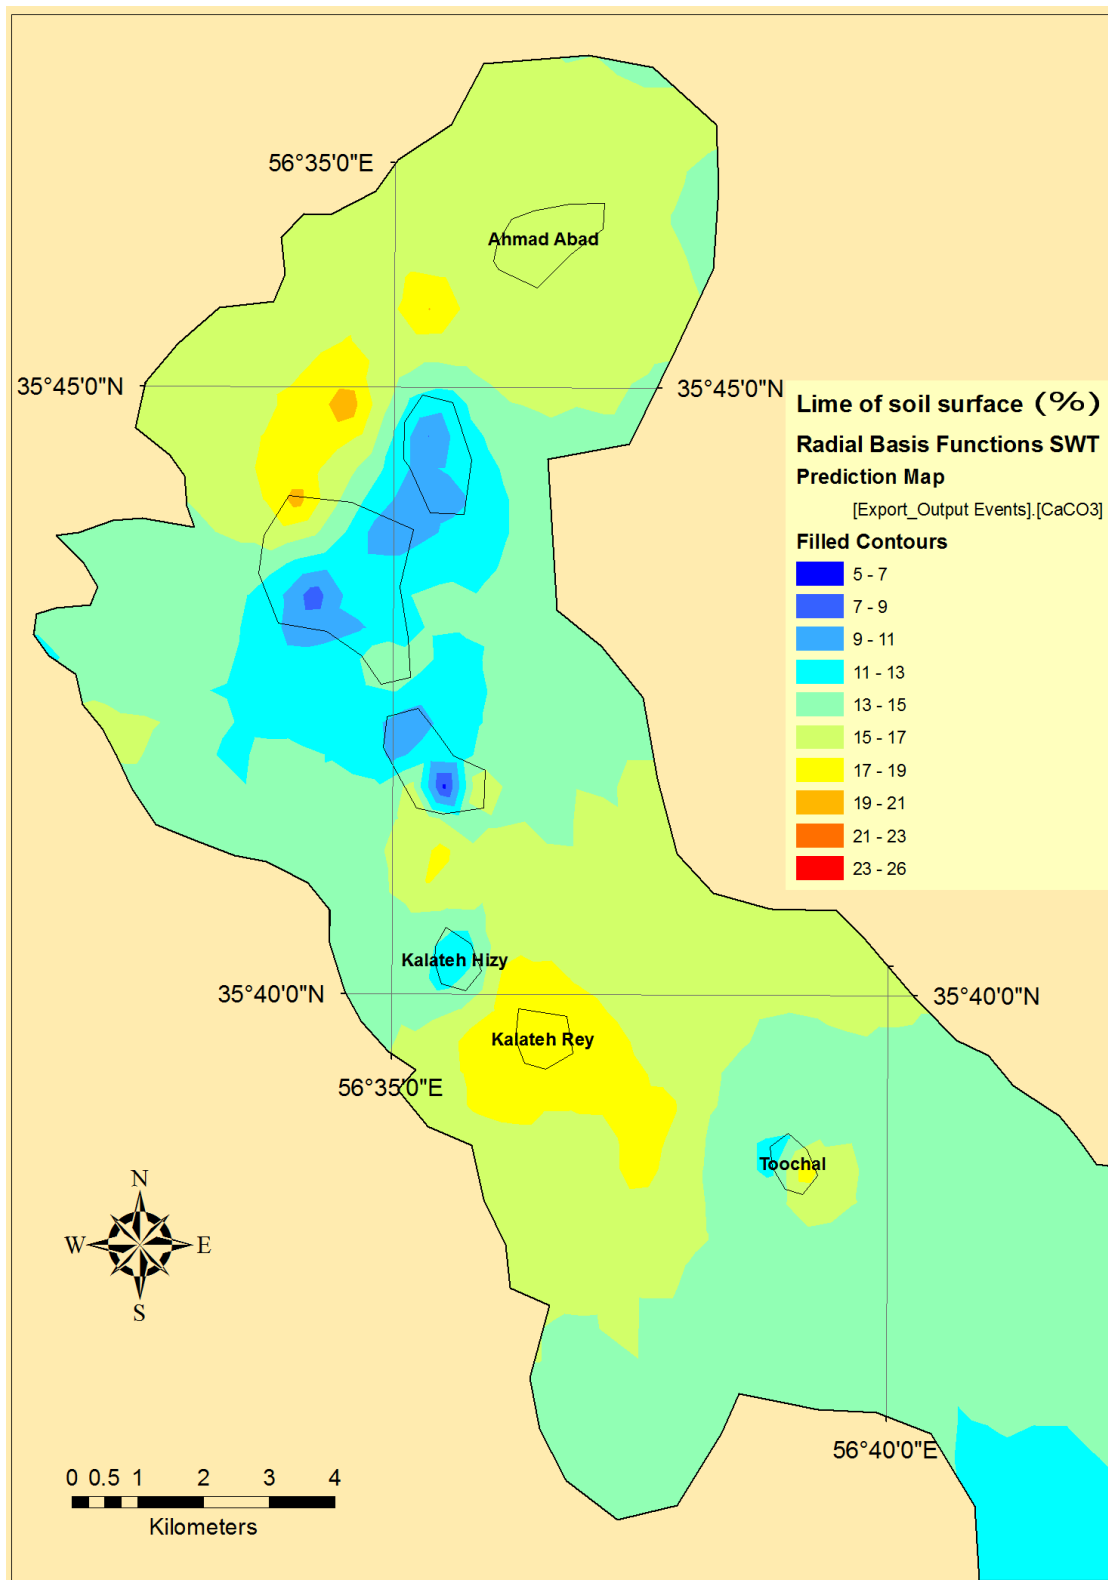 56°35'0"E
Ahmad Abad
35°45'0"N
35°45'0"N
Lime of soil surface (%)
Radial Basis Functions SWT
Prediction Map
[Export_Output Events].[CaCO3]
Filled Contours
5 - 7
7 - 9
9 - 11
11 - 13
13 - 15
15 - 17
17 - 19
19 - 21
21 - 23
23 - 26
Kalateh Hizy
35°40'0"N
35°40'0"N
Kalateh Rey
56°35'0"E
Toochal
N
W E
S
56°40'0"E
0 0.5 1 2 3 4
Kilometers